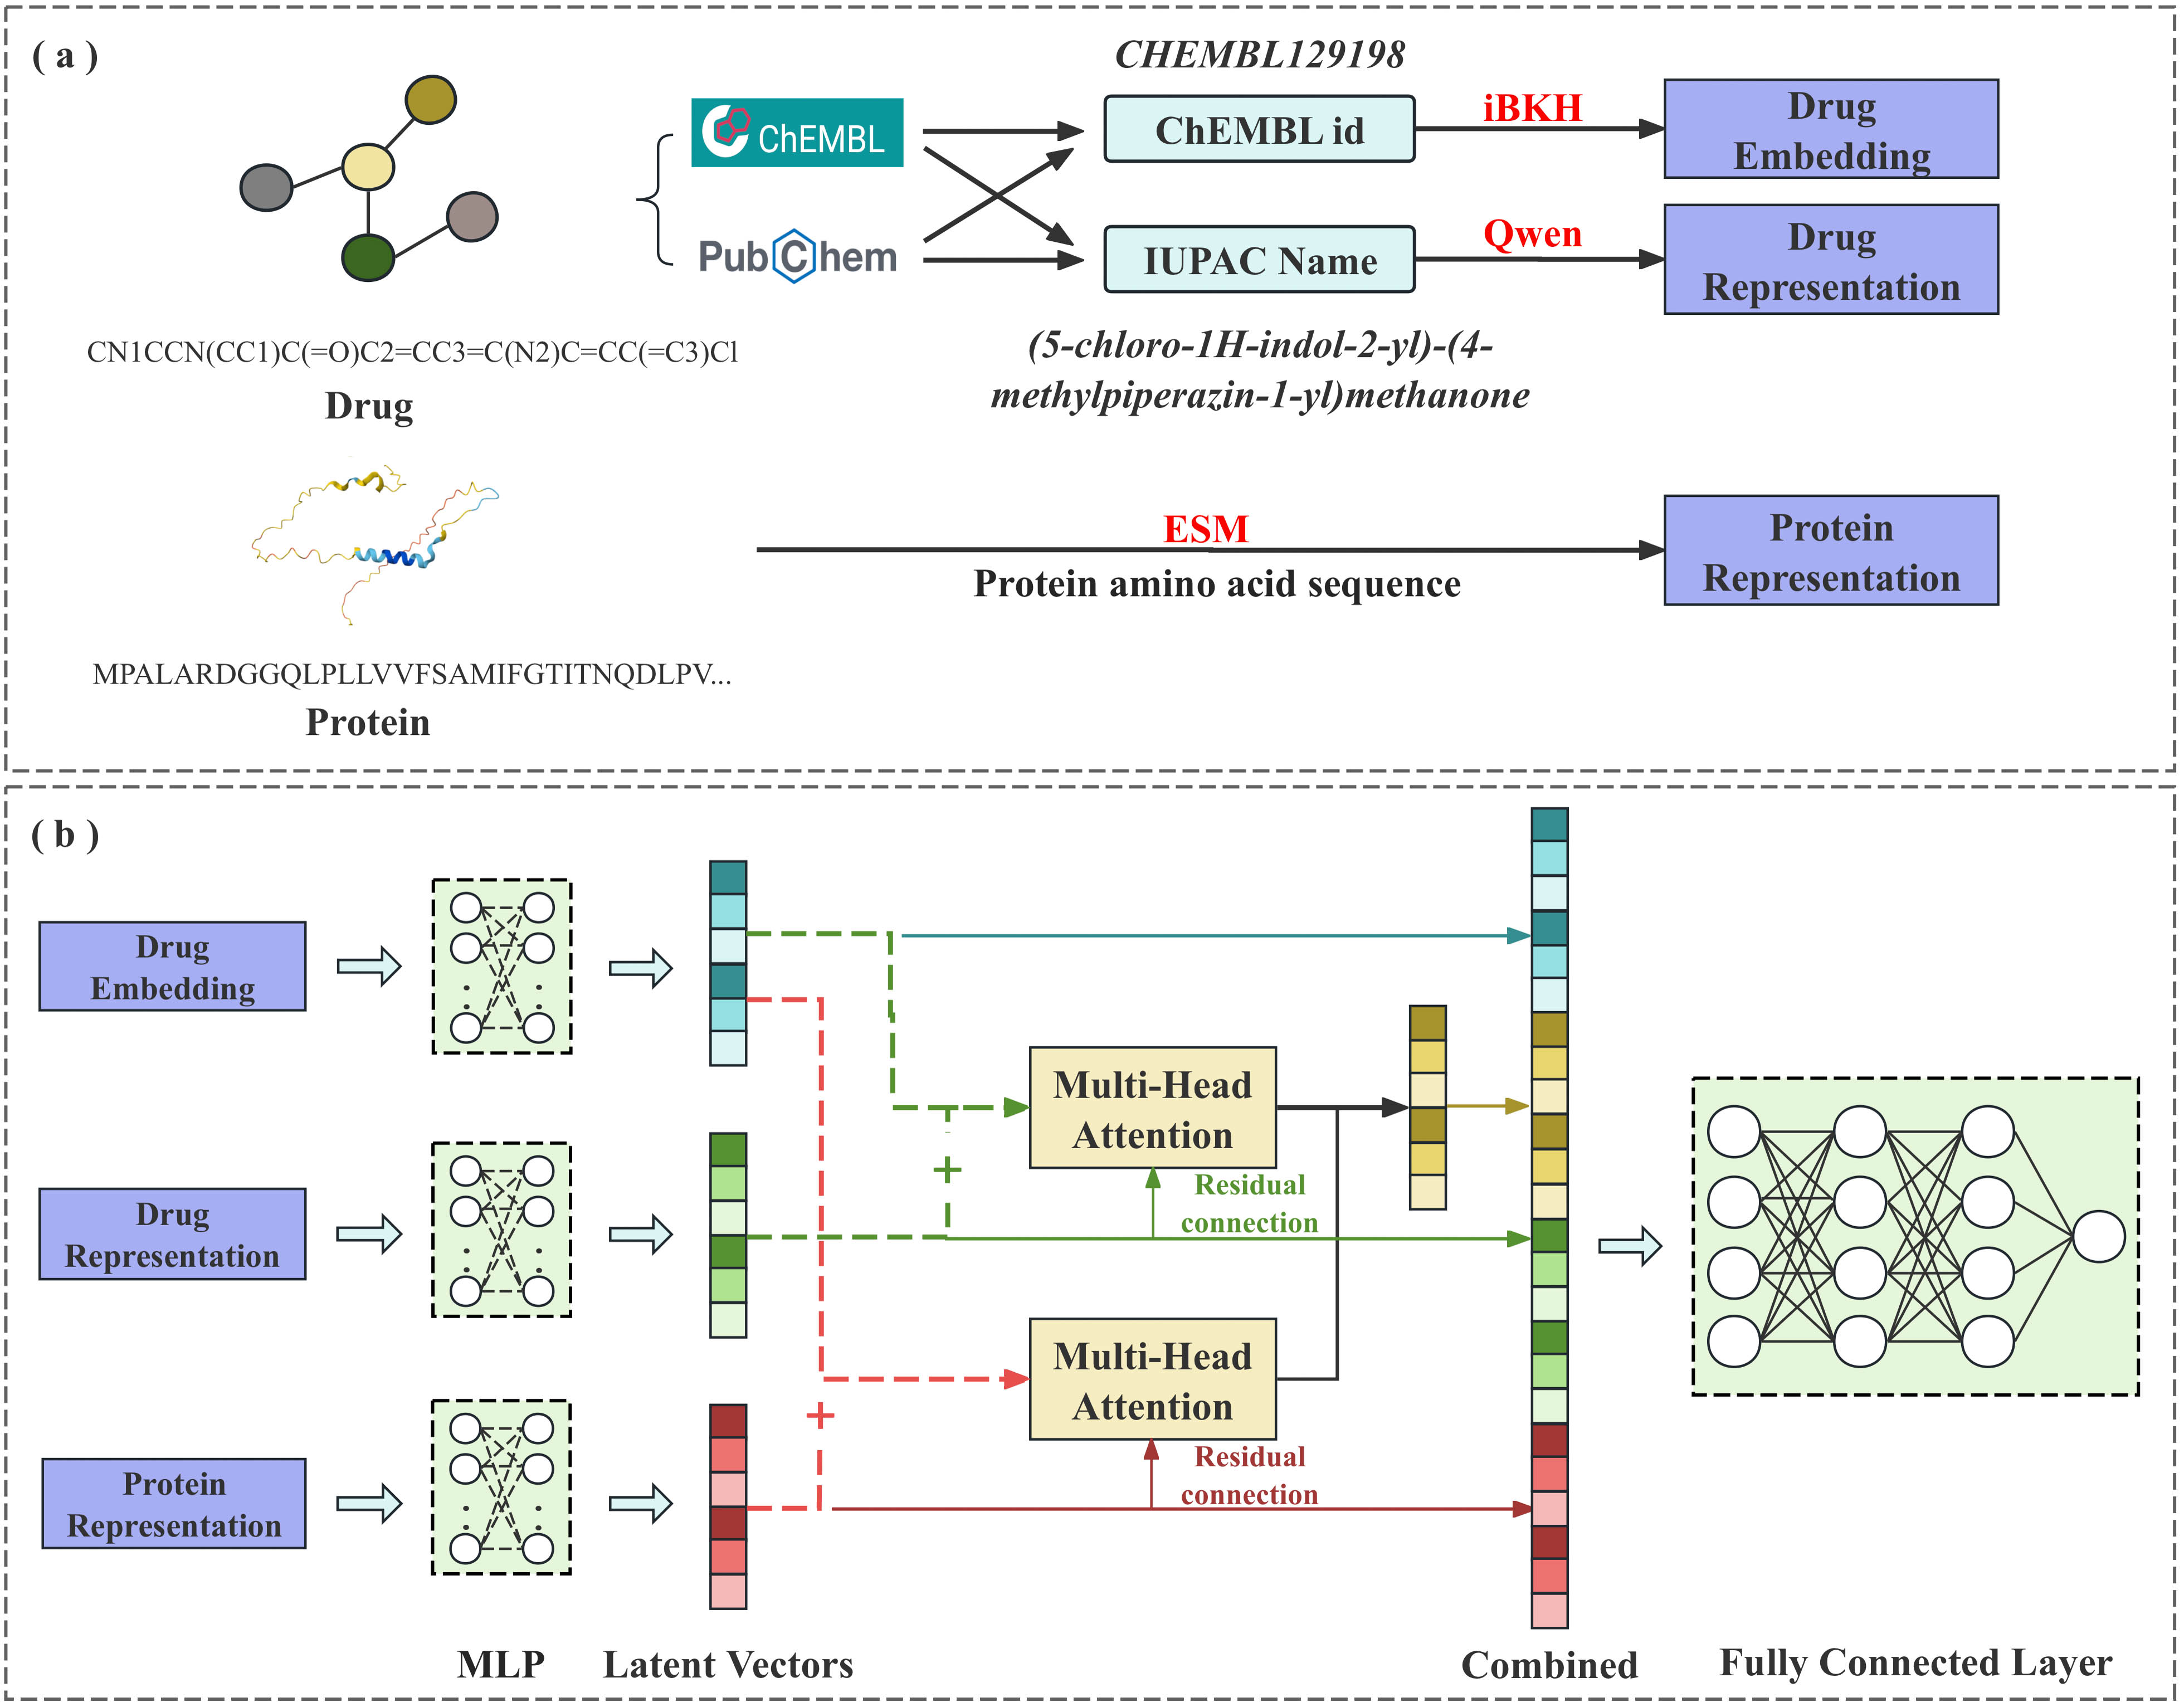 ( a )
CHEMBL129198
ChEMBL
ChEMBL id
iBKH
Drug
Embedding
PubChem
IUPAC Name
Qwen
Drug
Representation
CN1CCN(CC1)C(=O)C2=CC3=C(N2)C=CC(=C3)Cl
Drug
(5-chloro-1H-indol-2-yl)-(4-
methylpiperazin-1-yl)methanone
ESM
Protein amino acid sequence
Protein
Representation
MPALARDGGQLPLLVVFSAMIFGTITNQDLPV...
Protein
( b )
Drug
Embedding
Drug
Representation
Protein
Representation
Multi-Head
Attention
Residual
connection
Multi-Head
Attention
Residual
connection
+
+
MLP
Latent Vectors
Combined
Fully Connected Layer